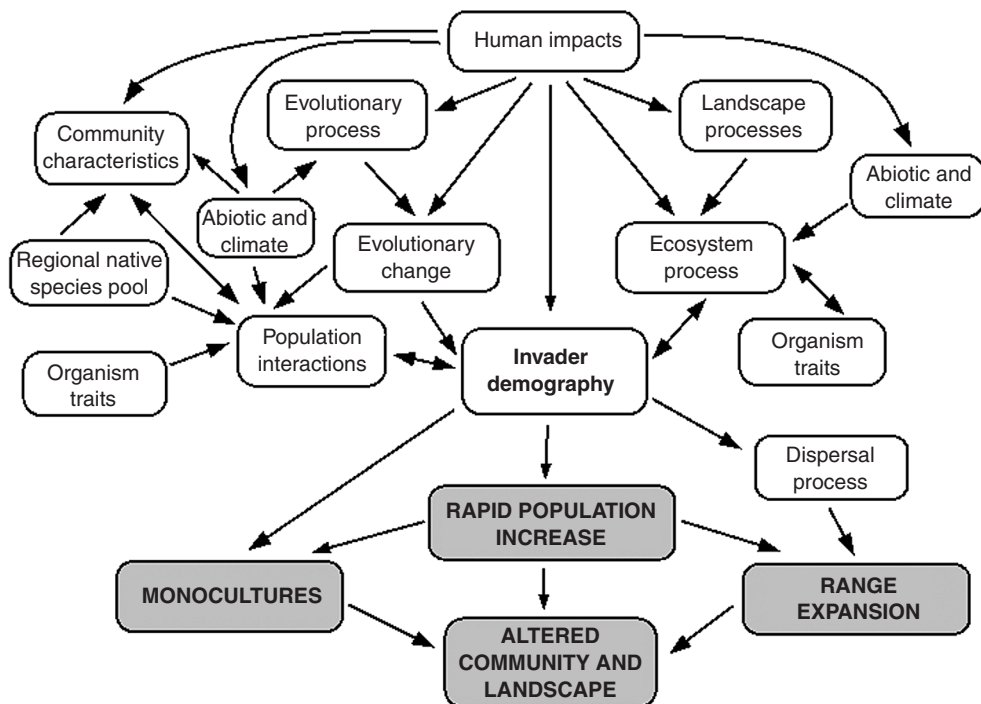 Human impacts
Evolutionary
process
Landscape
processes
Community
characteristics
Abiotic and
climate
Abiotic and
climate
Evolutionary
change
Ecosystem
process
Regional native
species pool
Population
interactions
Invader
demography
Organism
traits
Organism
traits
Dispersal
process
RAPID POPULATION
INCREASE
MONOCULTURES
RANGE
EXPANSION
ALTERED
COMMUNITY AND
LANDSCAPE